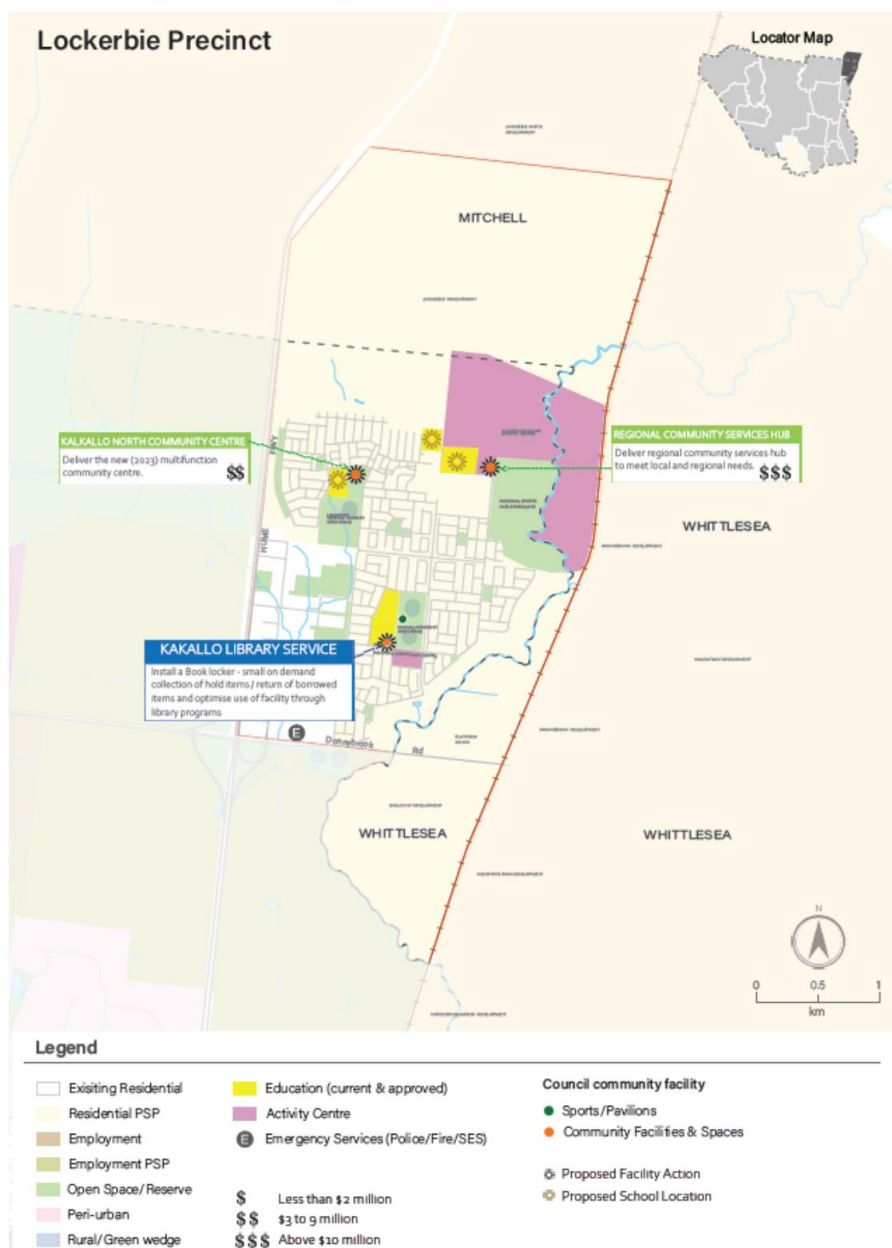 Lockerbie Precinct
Locator Map
MITCHELL
KALKALLO NORTH COMMUNITY CENTRE
Deliver the new (2023) multifunction
community centre.
$$
REGIONAL COMMUNITY SERVICES HUB
Deliver regional community services hub
to meet local and regional needs.
$$$
FWY
HUME
WHITTLESEA
KAKALLO LIBRARY SERVICE
Install a Book locker - small on demand
collection of hold items / return of borrowed
items and optimise use of facility through
library programs
E
Donnybrook Rd
WHITTLESEA
WHITTLESEA
N
0 0.5 1
km
Legend
Exisiting Residential
Residential PSP
Employment
Employment PSP
Open Space/Reserve
Peri-urban
Rural/Green wedge
Education (current & approved)
Activity Centre
E Emergency Services (Police/Fire/SES)
$ Less than $2 million
$$ $3 to 9 million
$$$ Above $10 million
Council community facility
Sports/Pavilions
Community Facilities & Spaces
Proposed Facility Action
Proposed School Location